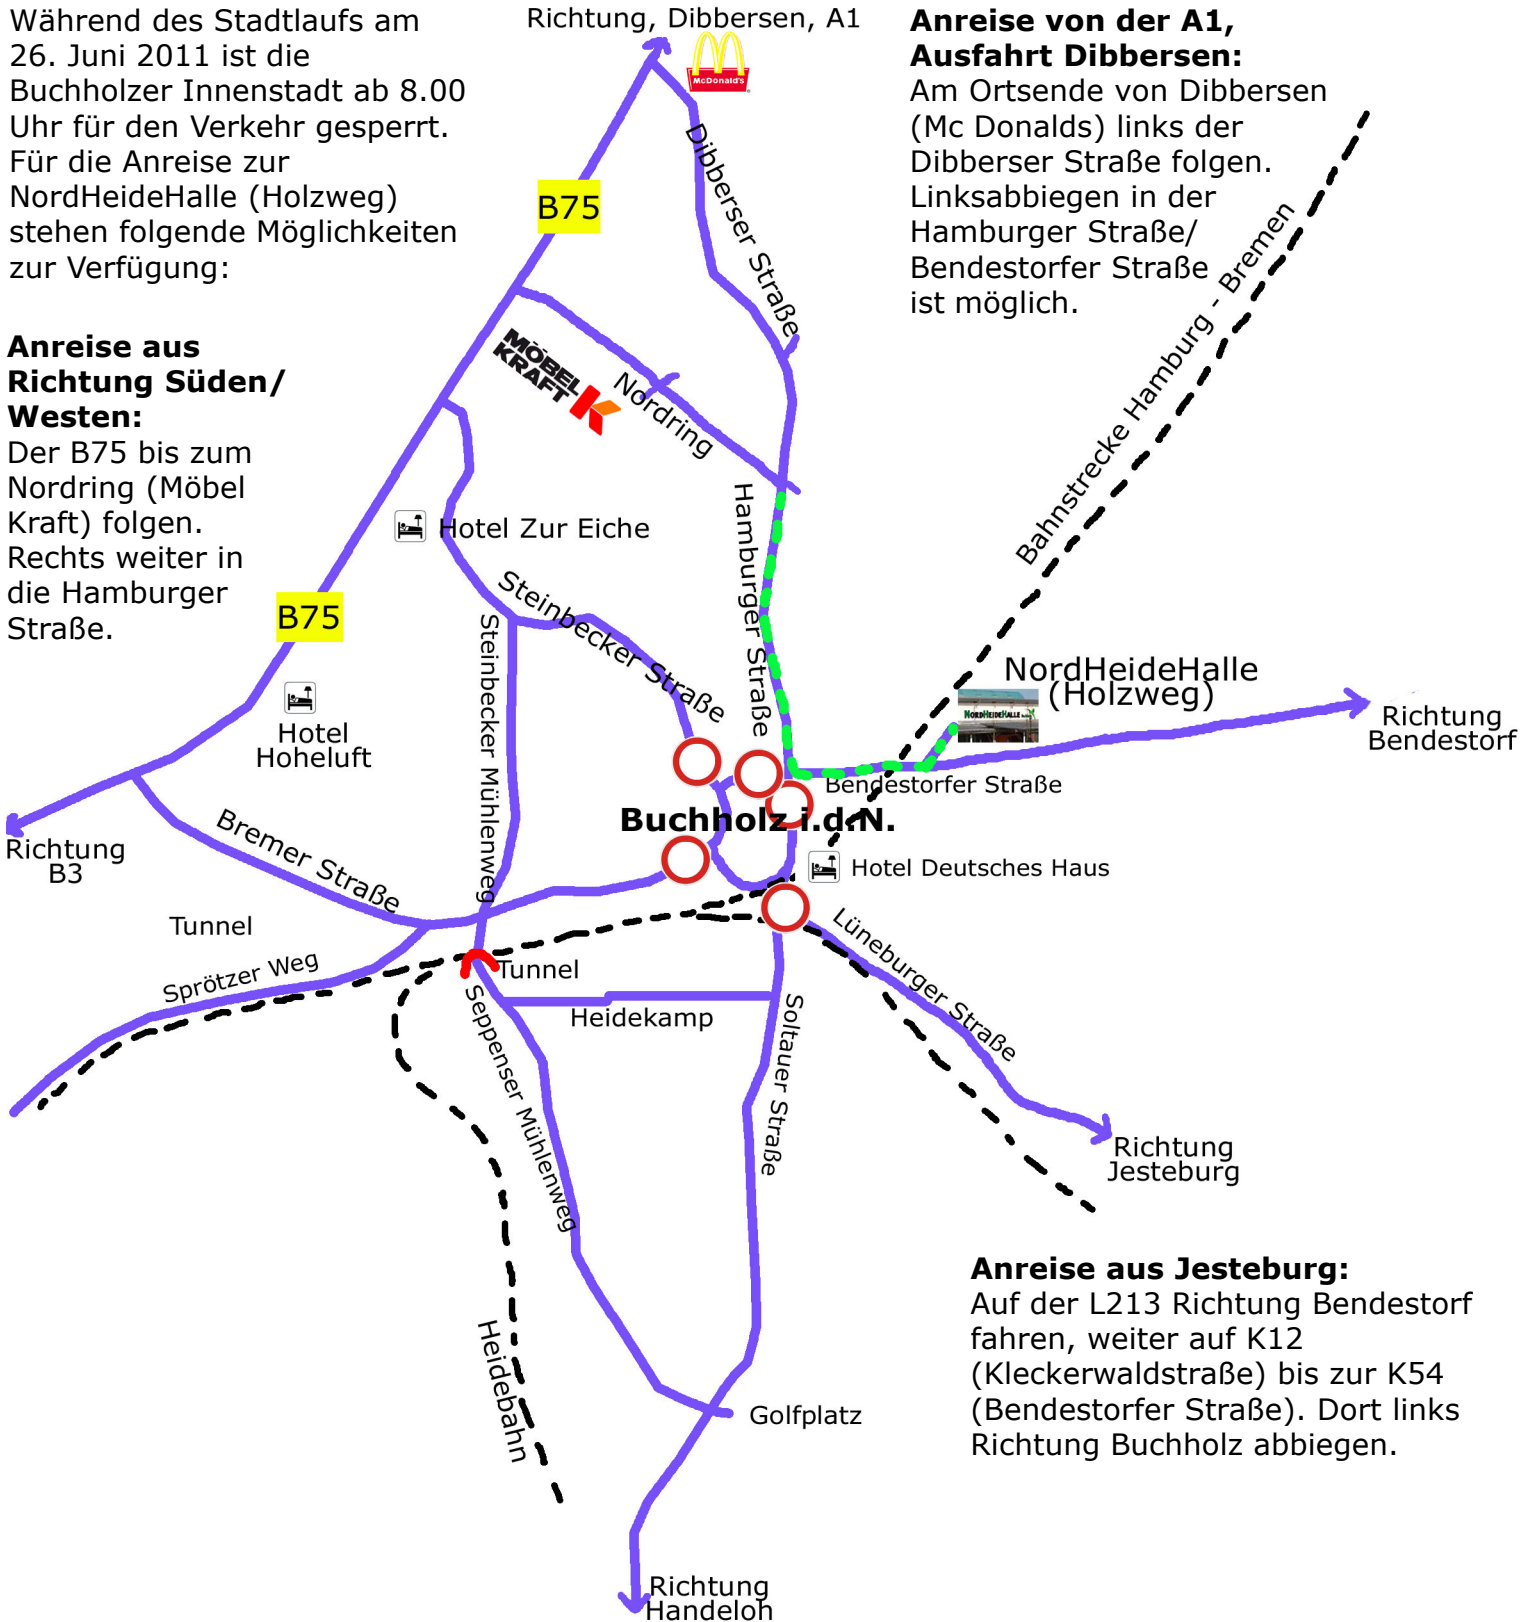 Während des Stadtlaufs am
26. Juni 2011 ist die
Buchholzer Innenstadt ab 8.00
Uhr für den Verkehr gesperrt.
Für die Anreise zur
NordHeideHalle (Holzweg)
stehen folgende Möglichkeiten
zur Verfügung:
Anreise aus
Richtung Süden/
Westen:
Der B75 bis zum
Nordring (Möbel
Kraft) folgen.
Rechts weiter in
die Hamburger
Straße.
Richtung, Dibbersen, A1
McDonald's
Anreise von der A1,
Ausfahrt Dibbersen:
Am Ortsende von Dibbersen
(Mc Donalds) links der
Dibberser Straße folgen.
Linksabbiegen in der
Hamburger Straße/
Bendestorfer Straße
ist möglich.
B75
Dibberser Straße
MÖBEL
KRAFT
Nordring
Bahnstrecke Hamburg - Bremen
Hotel Zur Eiche
Hamburger Straße
Steinbecker Straße
B75
Steinbecker Mühlenweg
Hotel
Hoheluft
NordHeideHalle
(Holzweg)
NORDHEIDEHALLE
Richtung
Bendestorf
Bendestorfer Straße
Buchholz i.d.N.
Richtung
B3
Bremer Straße
Hotel Deutsches Haus
Tunnel
Sprötzer Weg
Tunnel
Lüneburger Straße
Heidekamp
Seppenser Mühlenweg
Soltauer Straße
Richtung
Jesteburg
Heidebahn
Golfplatz
Anreise aus Jesteburg:
Auf der L213 Richtung Bendestorf
fahren, weiter auf K12
(Kleckerwaldstraße) bis zur K54
(Bendestorfer Straße). Dort links
Richtung Buchholz abbiegen.
Richtung
Handeloh